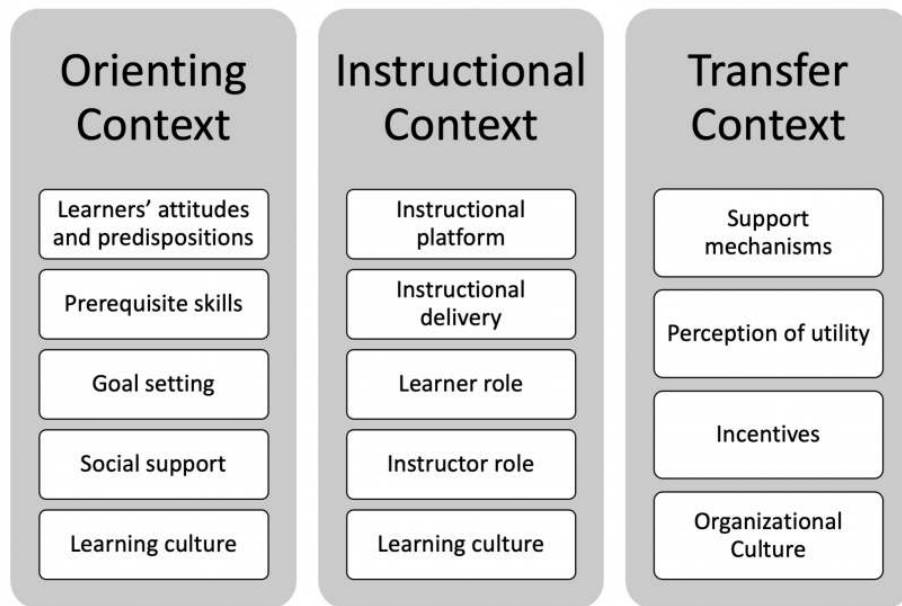 Orienting
Context
Learners’ attitudes
and predispositions
Prerequisite skills
Goal setting
Social support
Learning culture
Instructional
Context
Instructional
platform
Instructional
delivery
Learner role
Instructor role
Learning culture
Transfer
Context
Support
mechanisms
Perception of utility
Incentives
Organizational
Culture